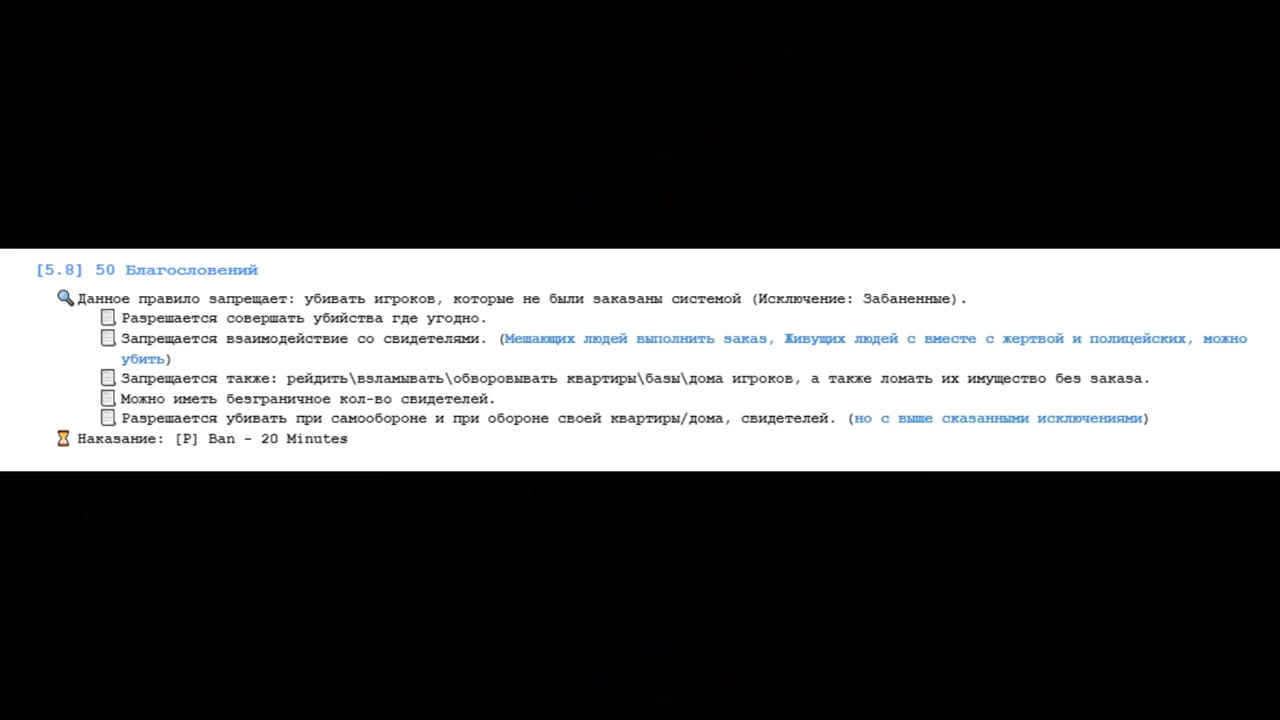 [5.8] 50 Благословений
Данное правило запрещает: убивать игроков, которые не были заказаны системой (Исключение: Забаненные).
Разрешается совершать убийства где угодно.
Запрещается взаимодействие со свидетелями. (Мешающих людей выполнить заказ, Живущих людей с вместе с жертвой и полицейских, можно
убить)
Запрещается также: рейдить\взламывать\обворовывать квартиры\базы\дома игроков, а также ломать их имущество без заказа.
Можно иметь безграничное кол-во свидетелей.
Разрешается убивать при самообороне и при обороне своей квартиры/дома, свидетелей. (но с выше сказанными исключениями)
Наказание: [P] Ban - 20 Minutes